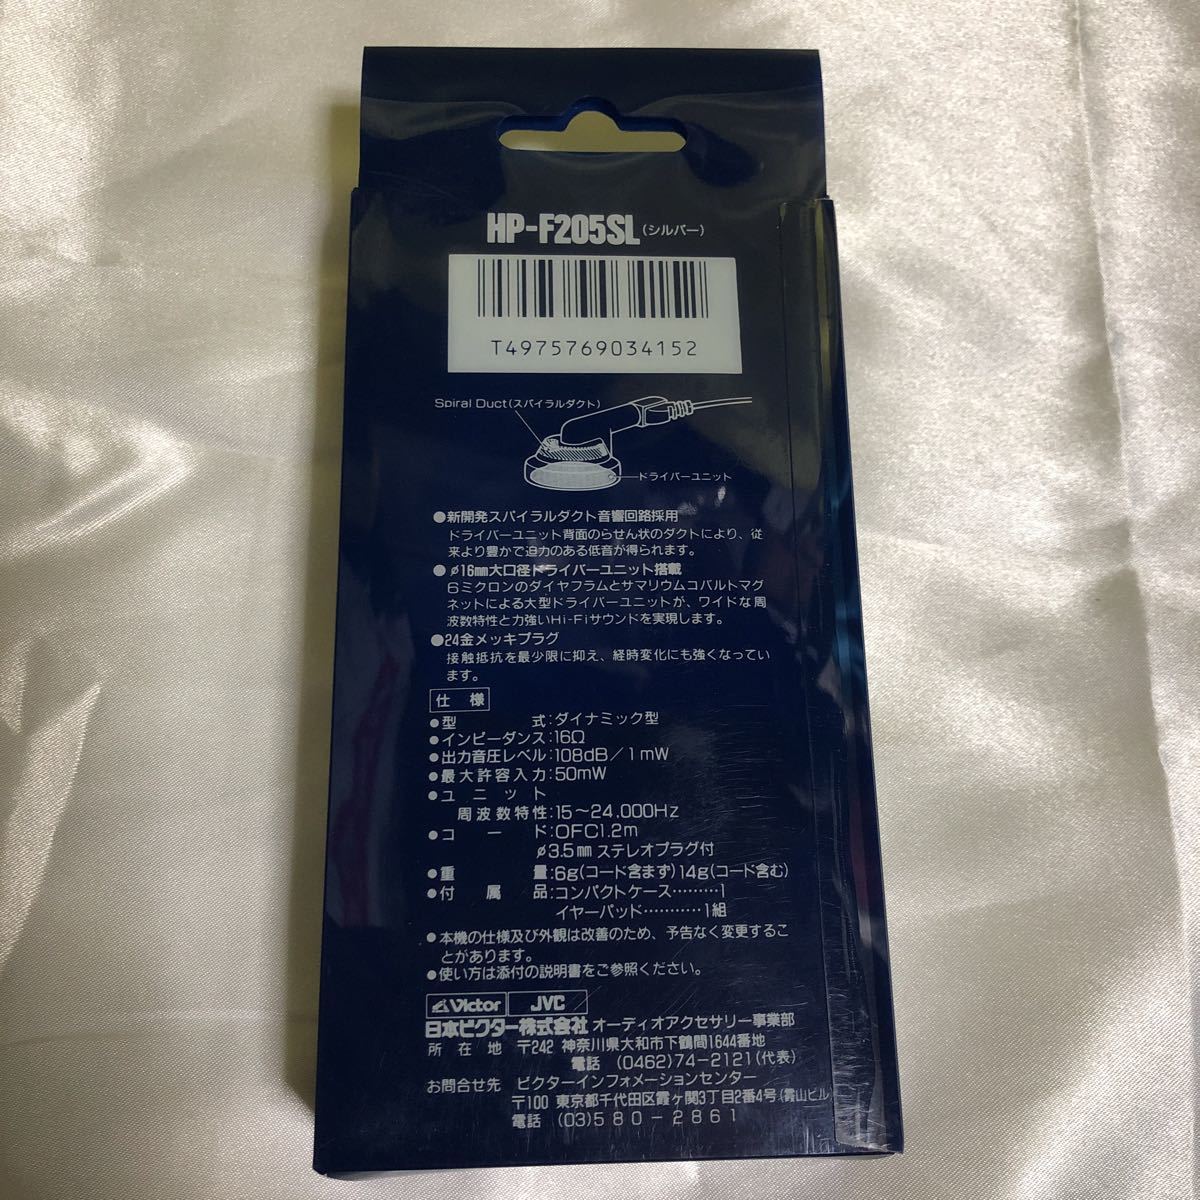 HP-F205SL(シルバー)
T4975769034152
Spiral Duct(スパイラルダクト)
ドライバーユニット
●新開発スパイラルダクト音響回路採用
ドライバーユニット背面のらせん状のダクトにより、従
来より豊かで迫力のある低音が得られます。
●φ16mm大口径ドライバーユニット搭載
6ミクロンのダイヤフラムとサマリウムコバルトマグ
ネットによる大型ドライバーユニットが、ワイドな周
波数特性と力強いHi-Fiサウンドを実現します。
●24金メッキプラグ
接触抵抗を最少限に抑え、経時変化にも強くなってい
ます。
仕様
●型式:ダイナミック型
●インピーダンス:16Ω
●出力音圧レベル:108dB/1mW
●最大許容入力:50mW
●ユニット
周波数特性:15〜24.000Hz
●コード:OFC1.2m
φ3.5mmステレオプラグ付
●重量:6g(コード含まず)14g(コード含む)
●付属品:コンパクトケース………1
イヤーパッド…………1組
●本機の仕様及び外観は改善のため、予告なく変更するこ
とがあります。
●使い方は添付の説明書をご参照ください。
Victor JVC
日本ビクター株式会社 オーディオアクセサリー事業部
所在地 〒242 神奈川県大和市下鶴間1644番地
電話 (0462)74-2121(代表)
お問合せ先 ビクターインフォメーションセンター
〒100 東京都千代田区霞ヶ関3丁目2番4号(霞山ビル
電話 (03)580-2861